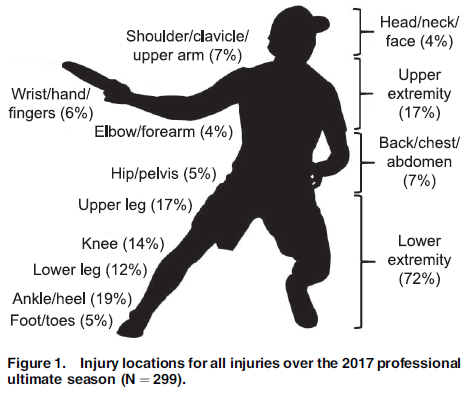 Shoulder/clavicle/
upper arm (7%)
Wrist/hand/
fingers (6%)
Elbow/forearm (4%)
Hip/pelvis (5%)
Upper leg (17%)
Knee (14%)
Lower leg (12%)
Ankle/heel (19%)
Foot/toes (5%)
Head/neck/
face (4%)
Upper
extremity
(17%)
Back/chest/
abdomen
(7%)
Lower
extremity
(72%)
Figure 1. Injury locations for all injuries over the 2017 professional
ultimate season (N = 299).